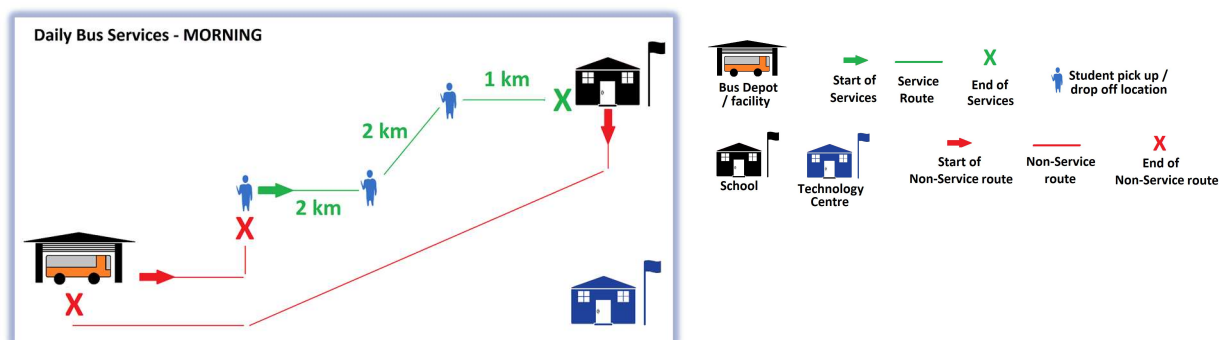 Daily Bus Services - MORNING
1 km
X
2 km
2 km
X
X
Bus Depot
/ facility
Start of
Services
Service
Route
X
End of
Services
Student pick up /
drop off location
School
Technology
Centre
Start of
Non-Service route
Non-Service
route
X
End of
Non-Service route